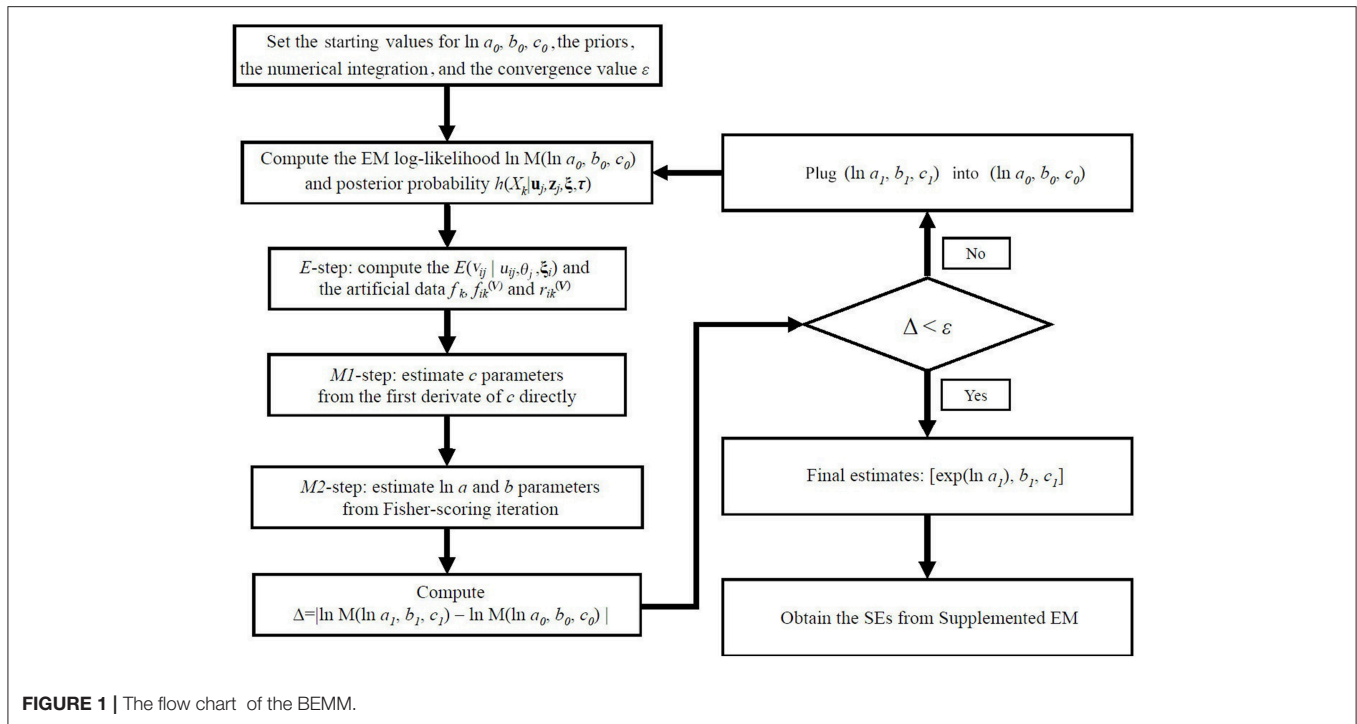 Set the starting values for ln a₀, b₀, c₀, the priors,
the numerical integration, and the convergence value ε
Compute the EM log-likelihood ln M(ln a₀, b₀, c₀)
and posterior probability h(Xₖ|uⱼ,zⱼ,ξ,τ)
E-step: compute the E(vᵢⱼ | uᵢⱼ,θⱼ,ξᵢ) and
the artificial data fₖ, fᵢₖ⁽ⱽ⁾ and rᵢₖ⁽ⱽ⁾
M1-step: estimate c parameters
from the first derivate of c directly
M2-step: estimate ln a and b parameters
from Fisher-scoring iteration
Compute
Δ=|ln M(ln a₁, b₁, c₁) – ln M(ln a₀, b₀, c₀) |
Plug (ln a₁, b₁, c₁) into (ln a₀, b₀, c₀)
No
Δ < ε
Yes
Final estimates: [exp(ln a₁), b₁, c₁]
Obtain the SEs from Supplemented EM
FIGURE 1 | The flow chart of the BEMM.